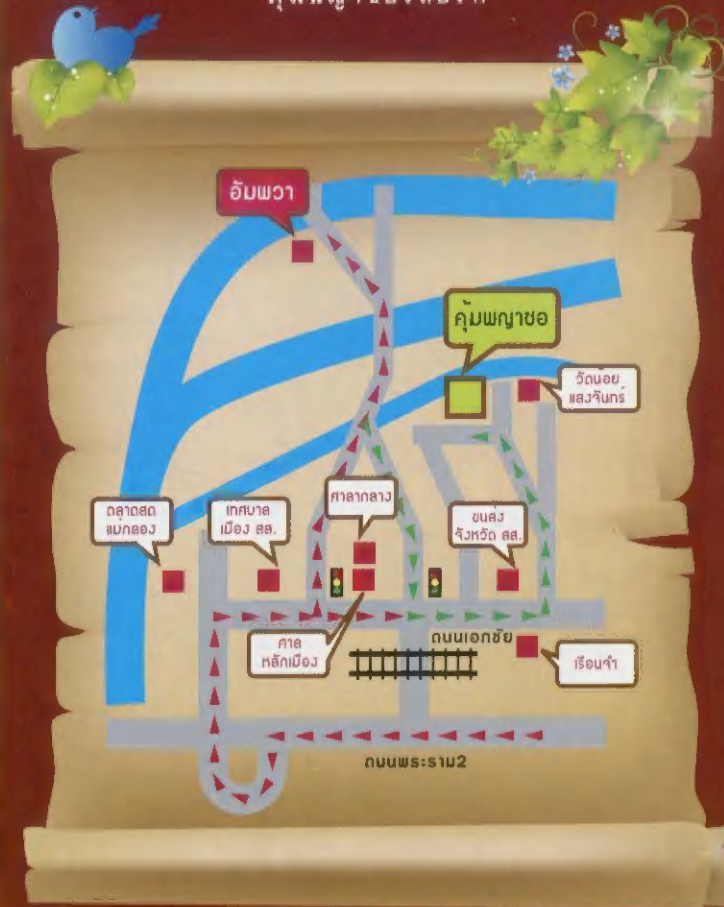 อัมพวา
คุ้มพญาซอ
วัดน้อย
แสงจันทร์
ศาลากลาง
ตลาดสด
แมกลอง
เทศบาล
เมือง สส.
ขนส่ง
จังหวัด สส.
ศาล
หลักเมือง
ถนนเอกชัย
เรือนจำ
ถนนพระราม2